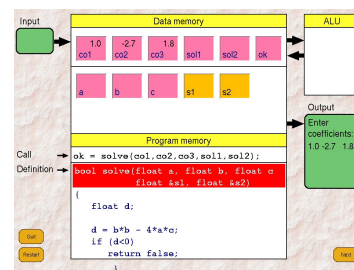 Input
Data memory
ALU
1.0 -2.7 1.8
co1 co2 co3 sol1 sol2 ok
a b c s1 s2
Output
Enter
coefficients:
1.0 -2.7 1.8
Program memory
Call
ok = solve(co1,co2,co3,sol1,sol2);
Definition
bool solve(float a, float b, float c
float &s1, float &s2)
{
float d;
d = b*b - 4*a*c;
if (d<0)
return false;
}
Quit
Restart
Next